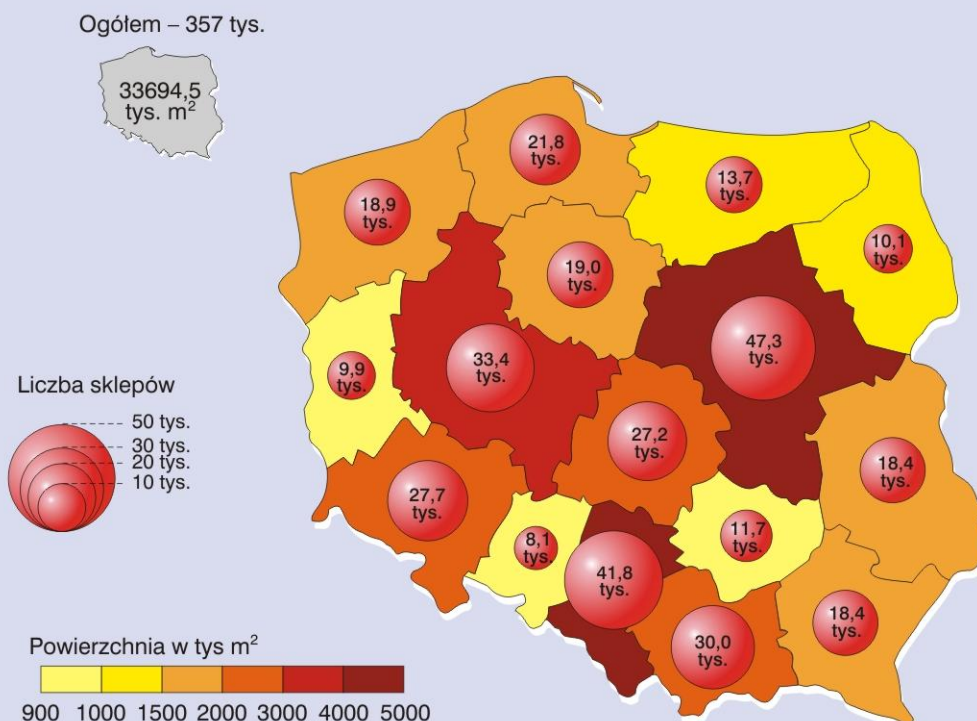 Ogółem – 357 tys.
33694,5
tys. m²
21,8
tys.
13,7
tys.
18,9
tys.
10,1
tys.
19,0
tys.
47,3
tys.
33,4
tys.
9,9
tys.
Liczba sklepów
50 tys.
30 tys.
20 tys.
10 tys.
27,2
tys.
18,4
tys.
27,7
tys.
11,7
tys.
8,1
tys.
41,8
tys.
18,4
tys.
30,0
tys.
Powierzchnia w tys m²
900 1000 1500 2000 3000 4000 5000